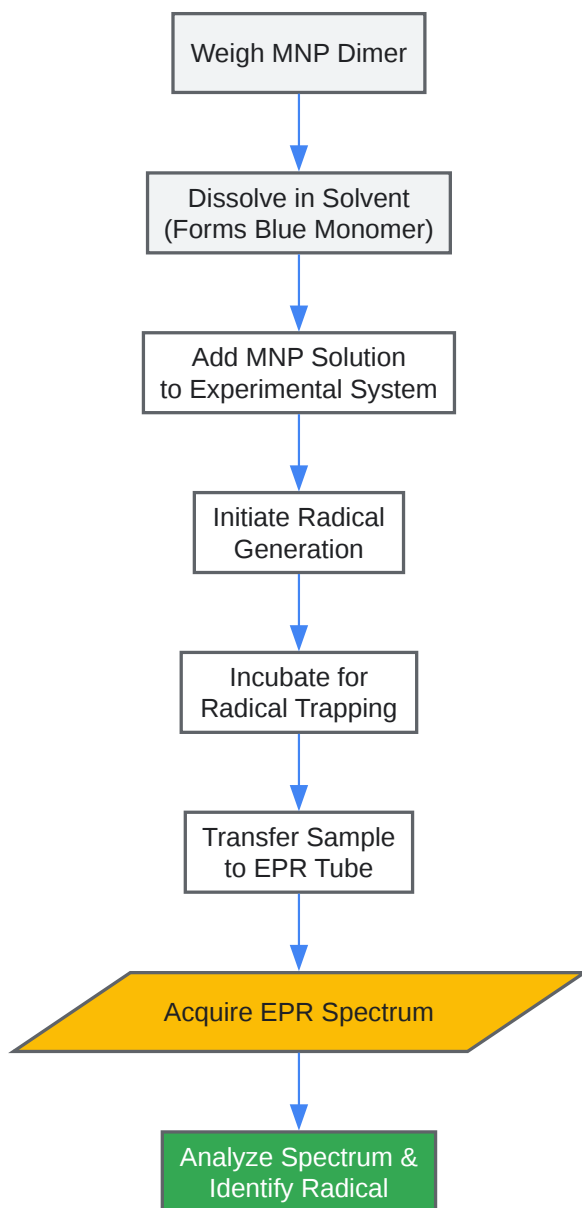 Weigh MNP Dimer
Dissolve in Solvent
(Forms Blue Monomer)
Add MNP Solution
to Experimental System
Initiate Radical
Generation
Incubate for
Radical Trapping
Transfer Sample
to EPR Tube
Acquire EPR Spectrum
Analyze Spectrum &
Identify Radical